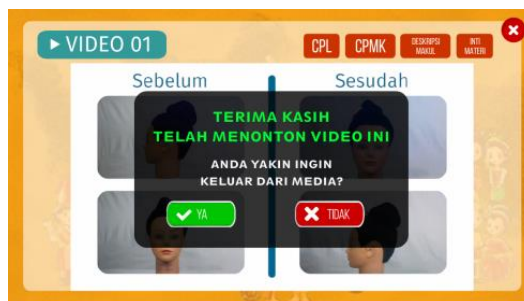 VIDEO 01
CPL
CPMK
DESKRIPSI
MAKUL
INTI
MATERI
Sebelum
Sesudah
TERIMA KASIH
TELAH MENONTON VIDEO INI
ANDA YAKIN INGIN
KELUAR DARI MEDIA?
YA
TIDAK